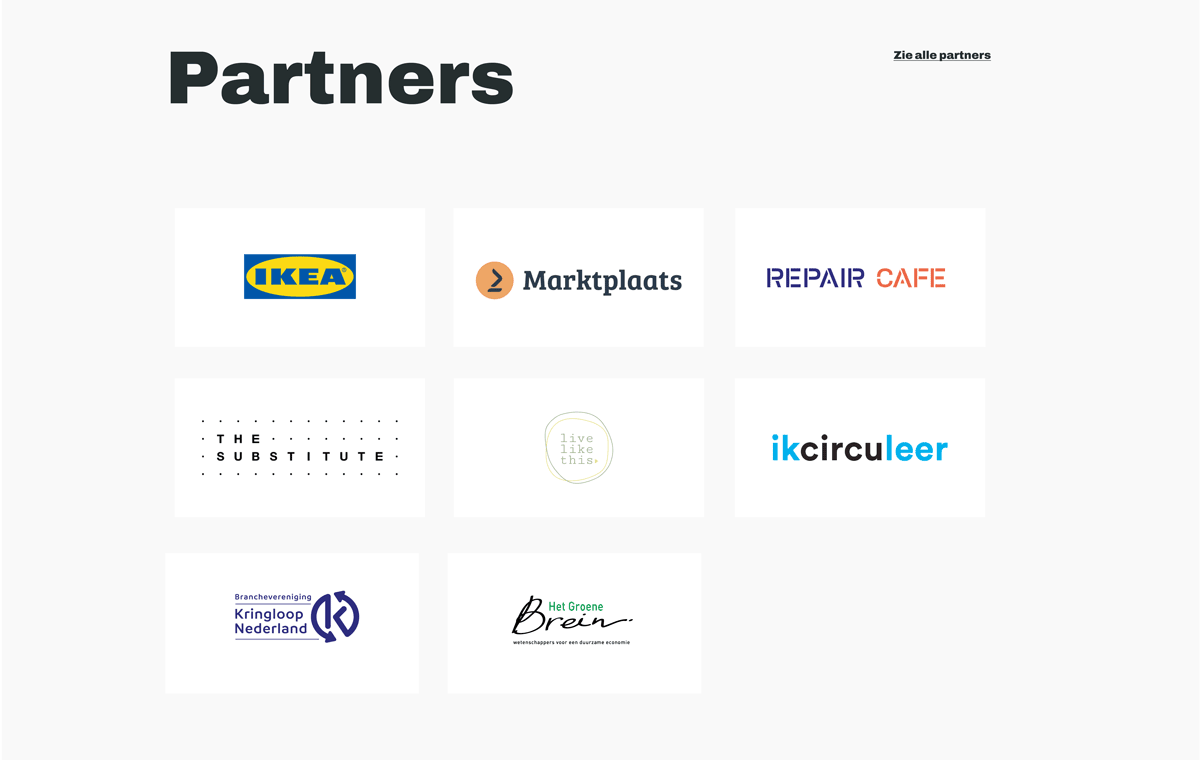 Partners
Zie alle partners
IKEA®
Marktplaats
REPAIR CAFE
THE
SUBSTITUTE
live
like
this+
ikcirculeer
Branchevereniging
Kringloop
Nederland
Het Groene
Brein
wetenschappers voor een duurzame economie